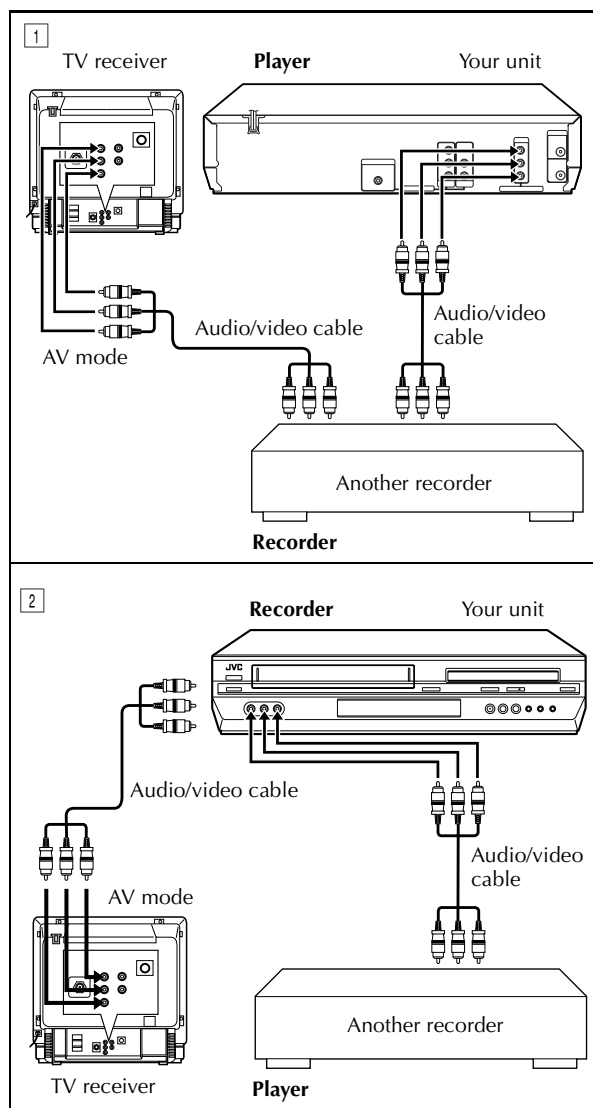 1
TV receiver
Player
Your unit
Audio/video cable
Audio/video
cable
AV mode
Another recorder
Recorder
2
Recorder
Your unit
JVC
Audio/video cable
Audio/video
cable
AV mode
Another recorder
TV receiver
Player